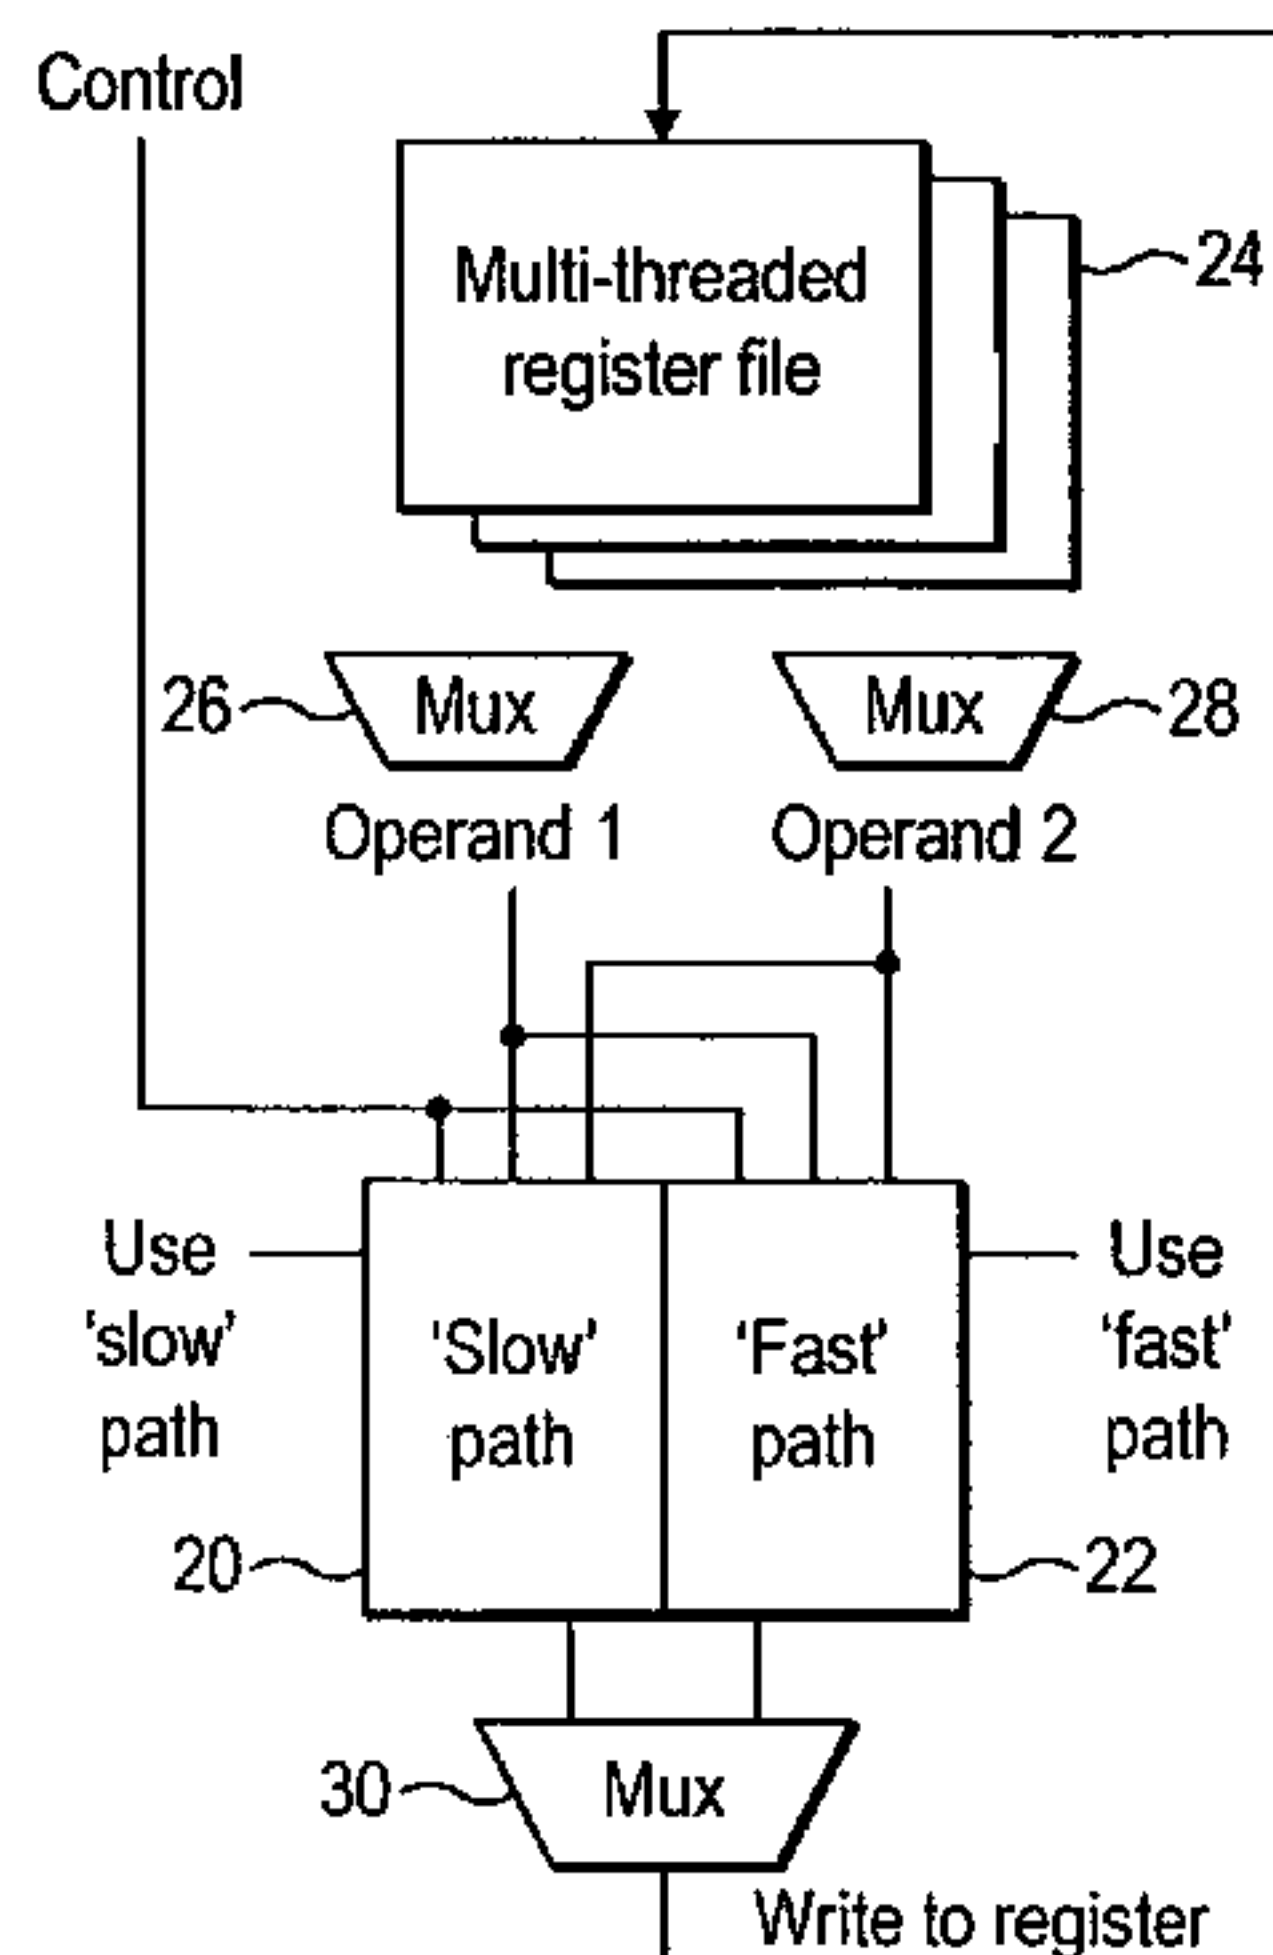 Control
Multi-threaded
register file
24
26
Mux
Mux
28
Operand 1
Operand 2
Use
'slow'
path
'Slow'
path
'Fast'
path
Use
'fast'
path
20
22
30
Mux
Write to register